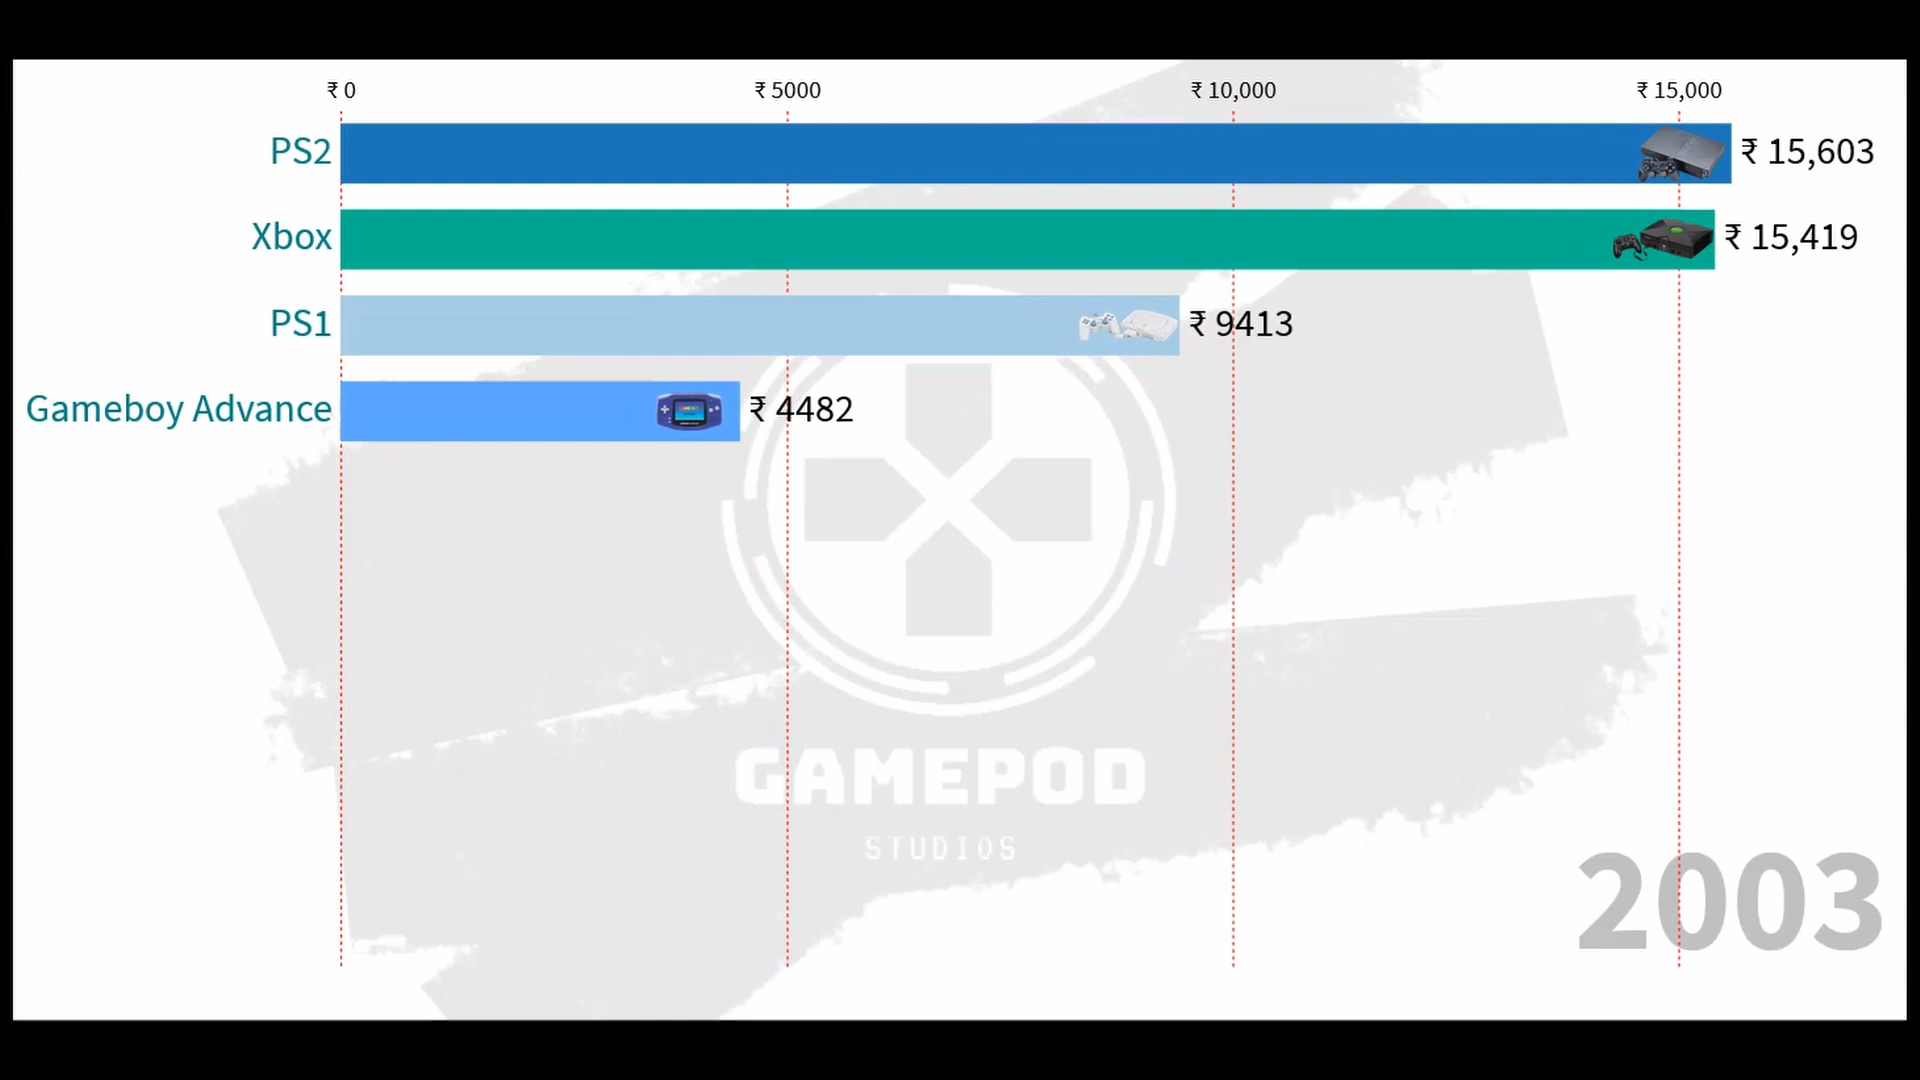 ₹ 0 ₹ 5000 ₹ 10,000 ₹ 15,000
PS2 ₹ 15,603
Xbox ₹ 15,419
PS1 ₹ 9413
Gameboy Advance ₹ 4482
GAMEPOD
STUDIOS
2003